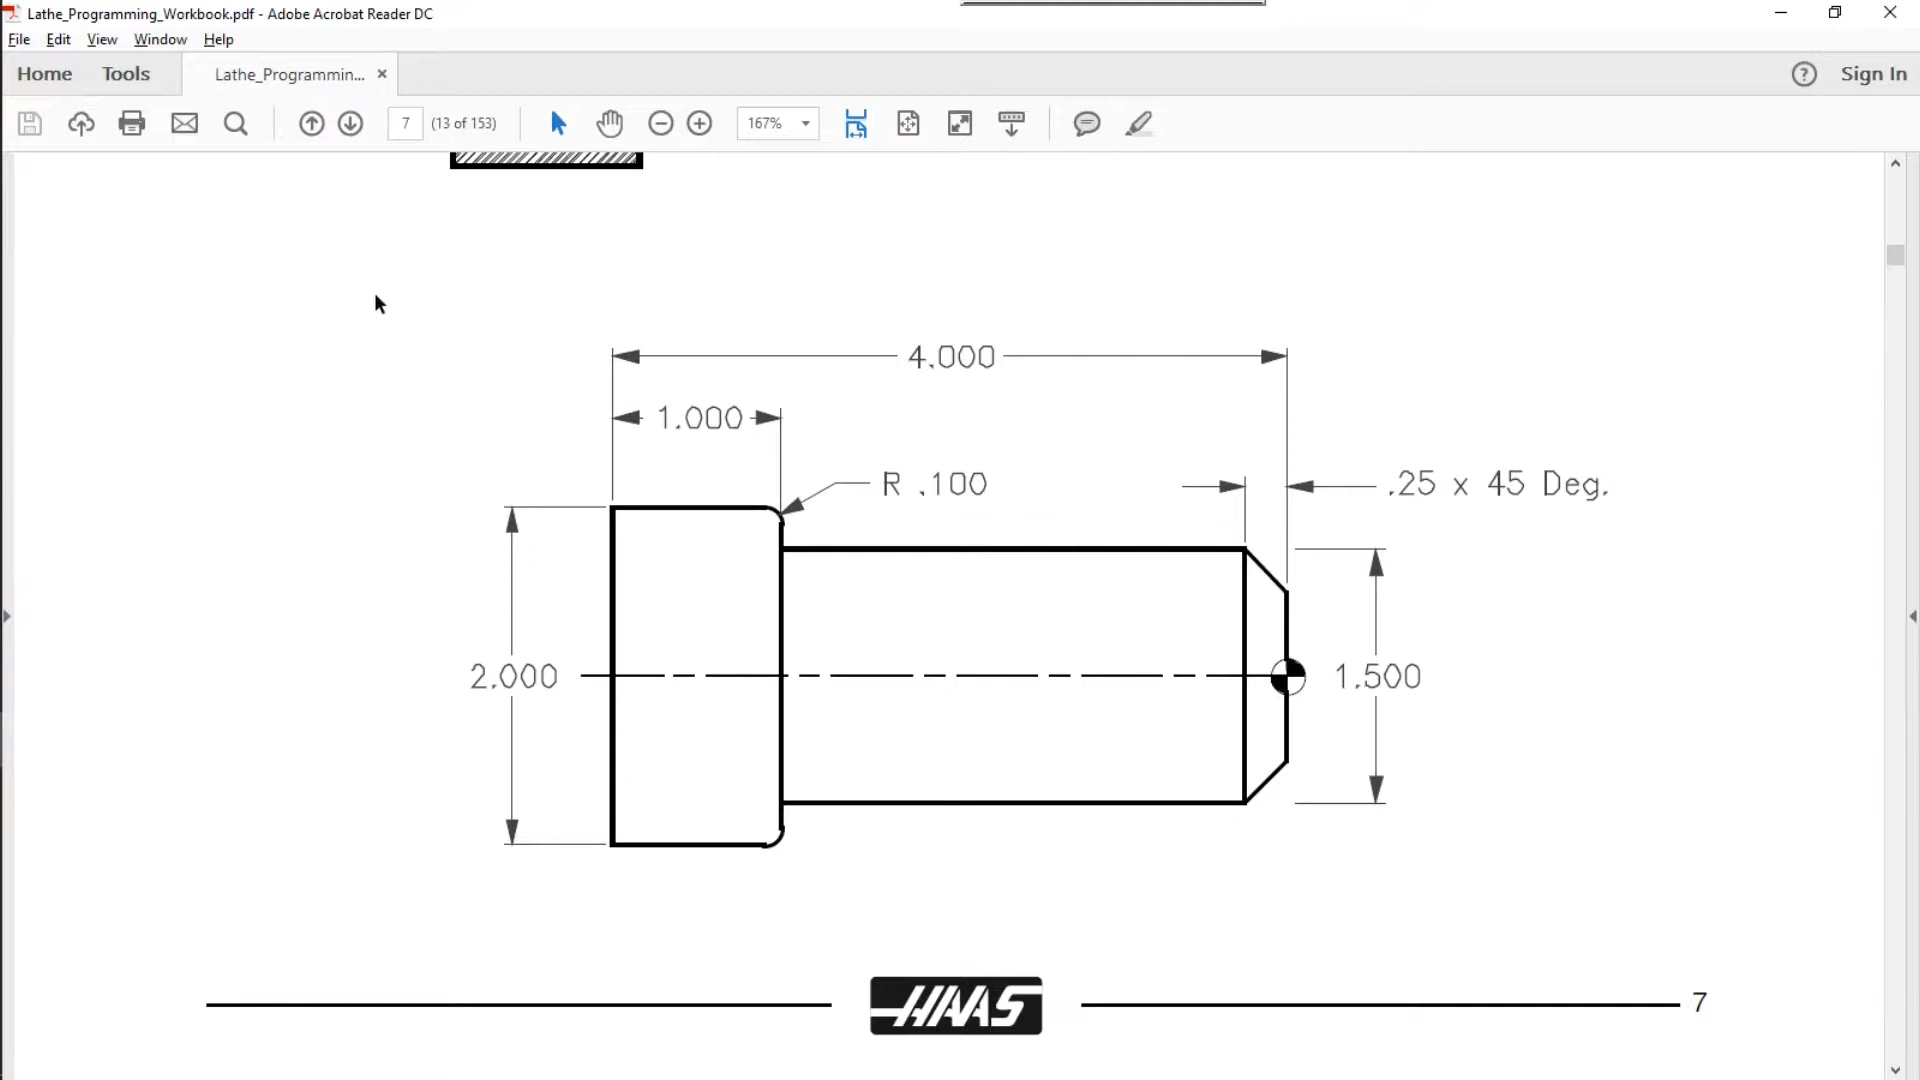 Lathe_Programming_Workbook.pdf - Adobe Acrobat Reader DC
File Edit View Window Help
Home Tools Lathe_Programmin... × ? Sign In
7 (13 of 153) 167%
4.000
1.000
R .100
.25 x 45 Deg.
2.000
1.500
HAAS
7